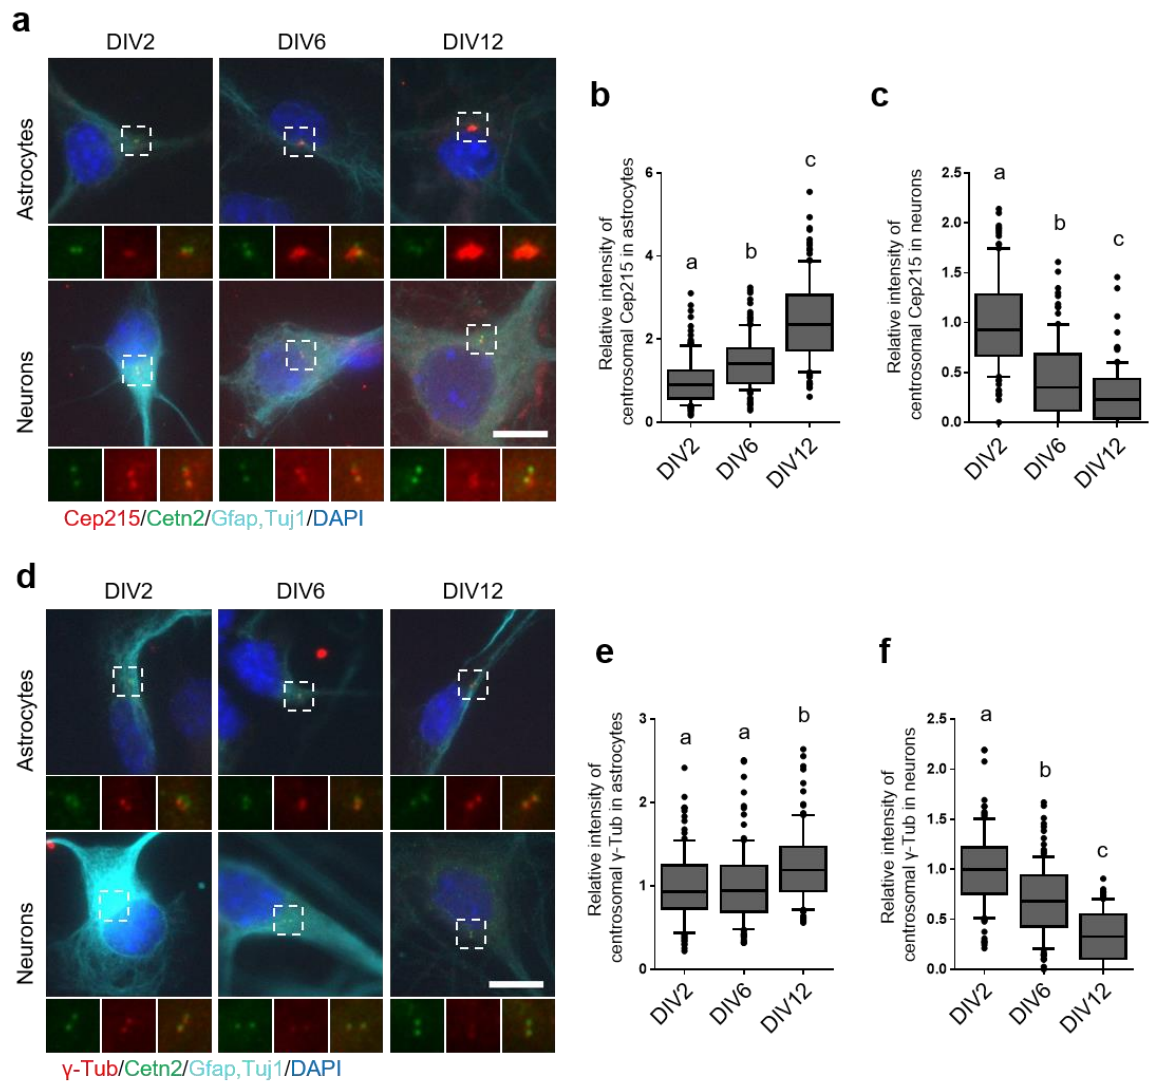 a
DIV2 DIV6 DIV12
Astrocytes
Neurons
Cep215/Cetn2/Gfap,Tuj1/DAPI
b
Relative intensity of
centrosomal Cep215 in astrocytes
6
4
2
0
a
b
c
DIV2 DIV6 DIV12
c
Relative intensity of
centrosomal Cep215 in neurons
2.5
2.0
1.5
1.0
0.5
0.0
a
b
c
DIV2 DIV6 DIV12
d
DIV2 DIV6 DIV12
Astrocytes
Neurons
γ-Tub/Cetn2/Gfap,Tuj1/DAPI
e
Relative intensity of
centrosomal γ-Tub in astrocytes
3
2
1
0
a a b
DIV2 DIV6 DIV12
f
Relative intensity of
centrosomal γ-Tub in neurons
2.5
2.0
1.5
1.0
0.5
0.0
a
b
c
DIV2 DIV6 DIV12